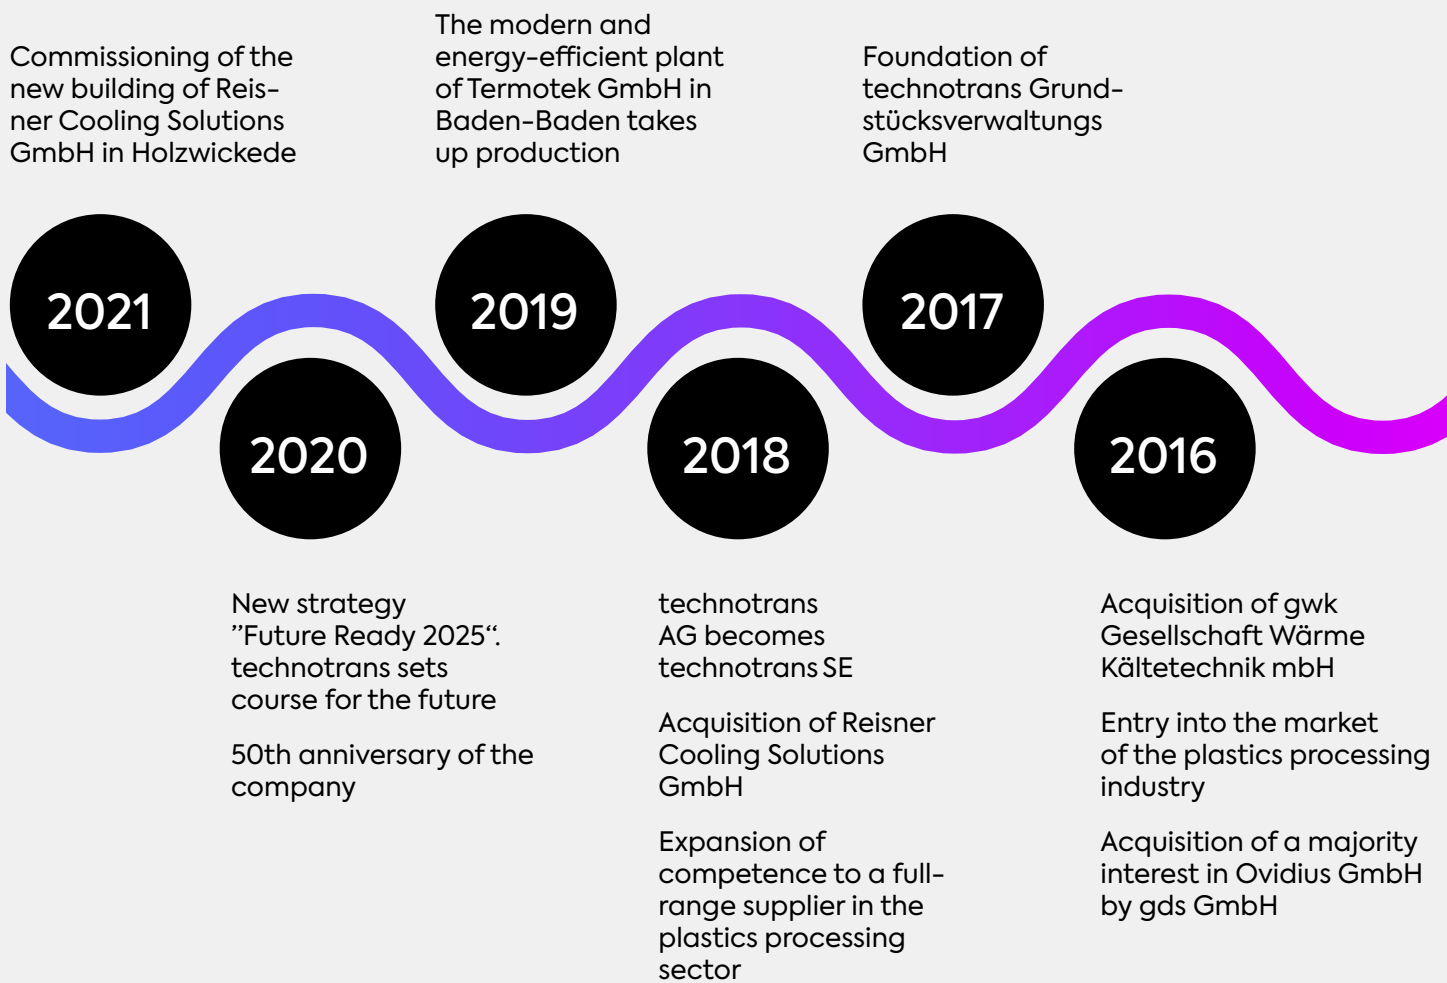 Commissioning of the
new building of Reis-
ner Cooling Solutions
GmbH in Holzwickede
2021
New strategy
”Future Ready 2025“.
technotrans sets
course for the future
50th anniversary of the
company
2020
The modern and
energy-efficient plant
of Termotek GmbH in
Baden-Baden takes
up production
2019
technotrans
AG becomes
technotrans SE
Acquisition of Reisner
Cooling Solutions
GmbH
Expansion of
competence to a full-
range supplier in the
plastics processing
sector
2018
Foundation of
technotrans Grund-
stücksverwaltungs
GmbH
2017
2016
Acquisition of gwk
Gesellschaft Wärme
Kältetechnik mbH
Entry into the market
of the plastics processing
industry
Acquisition of a majority
interest in Ovidius GmbH
by gds GmbH